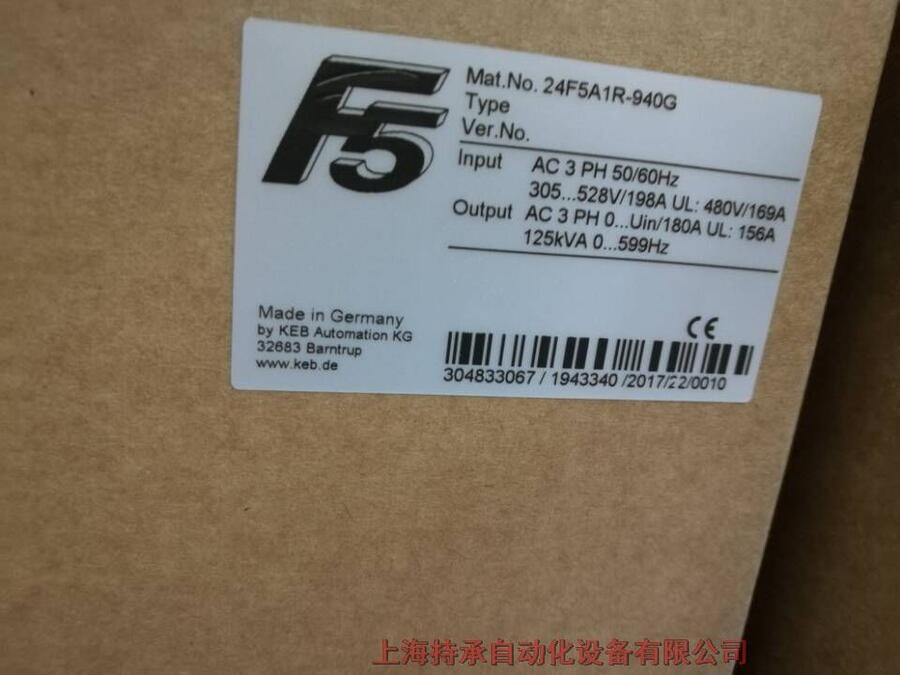 F5
Mat.No. 24F5A1R-940G
Type
Ver.No.
Input AC 3 PH 50/60Hz
305...528V/198A UL: 480V/169A
Output AC 3 PH 0...Uin/180A UL: 156A
125kVA 0...599Hz
Made in Germany
by KEB Automation KG
32683 Barntrup
www.keb.de
CE
304833067 / 1943340 /2017/22/0010
上海持承自动化设备有限公司